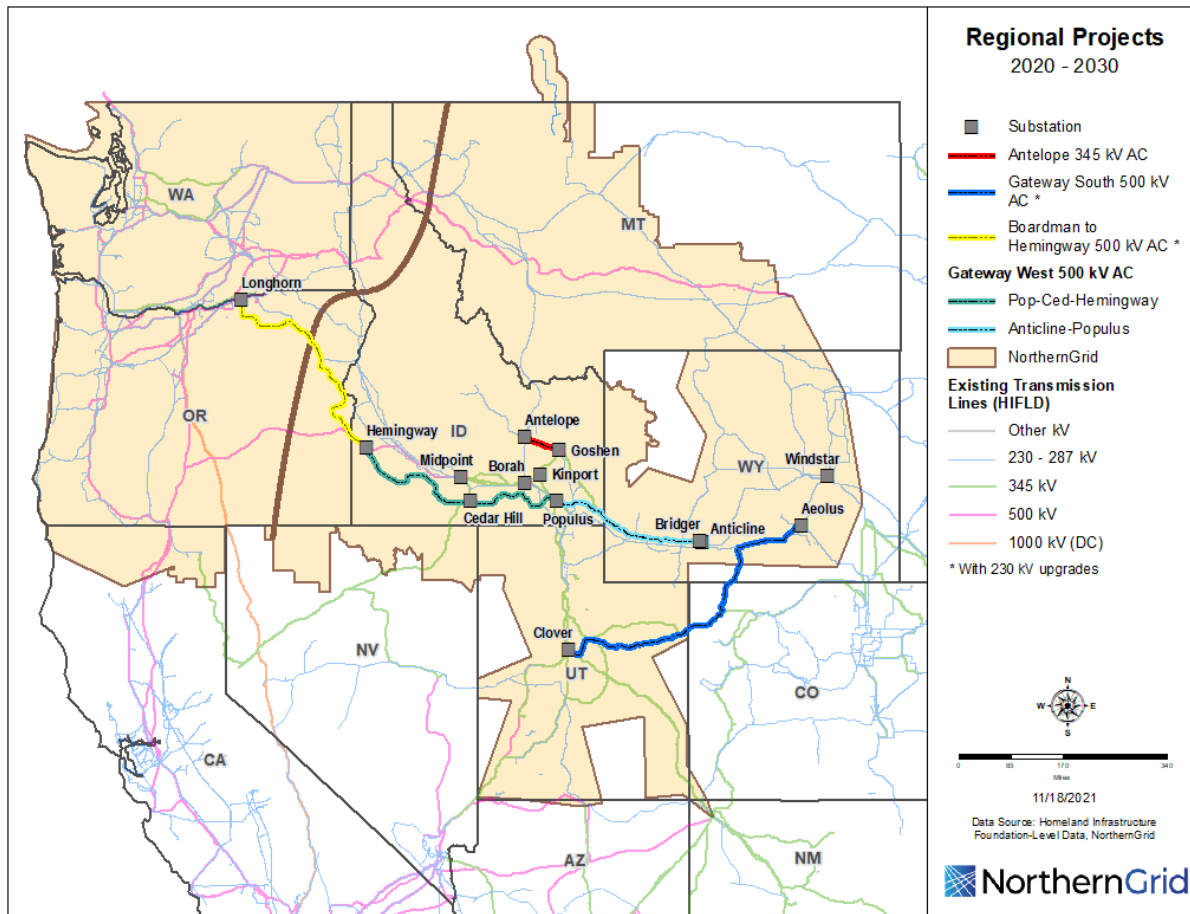 Regional Projects
2020 - 2030
Substation
Antelope 345 kV AC
Gateway South 500 kV
AC *
Boardman to
Hemingway 500 kV AC *
Gateway West 500 kV AC
Pop-Ced-Hemingway
Anticline-Populus
NorthernGrid
Existing Transmission
Lines (HIFLD)
Other kV
230 - 287 kV
345 kV
500 kV
1000 kV (DC)
* With 230 kV upgrades
N
W
E
S
0 85 170 340
Miles
11/18/2021
Data Source: Homeland Infrastructure
Foundation-Level Data, NorthernGrid
NorthernGrid
WA
MT
Longhorn
OR
Hemingway
ID
Antelope
Goshen
Midpoint
Borah
Kinport
WY
Windstar
Cedar Hill
Populus
Bridger
Anticline
Aeolus
Clover
NV
UT
CO
CA
AZ
NM